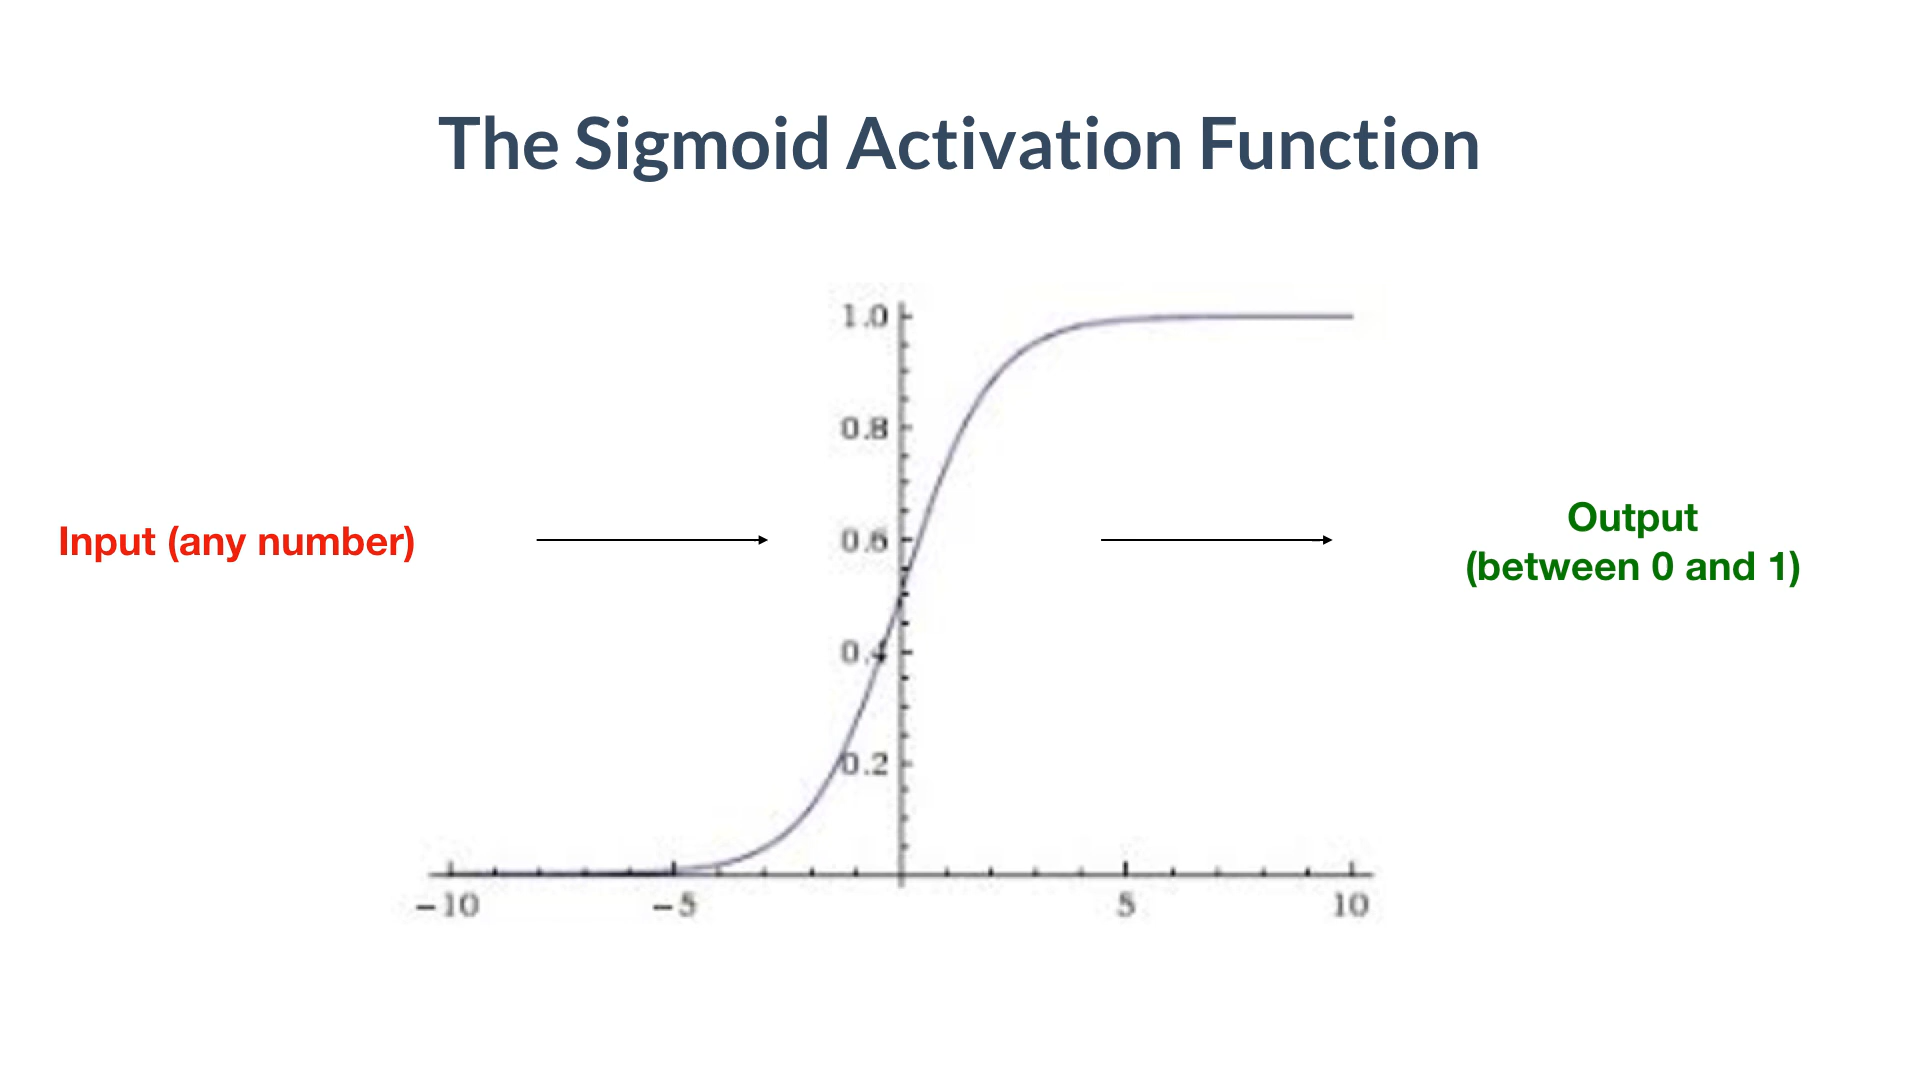 The Sigmoid Activation Function
1.0
0.8
Input (any number)
0.6
Output
(between 0 and 1)
0.4
0.2
−10
−5
5
10